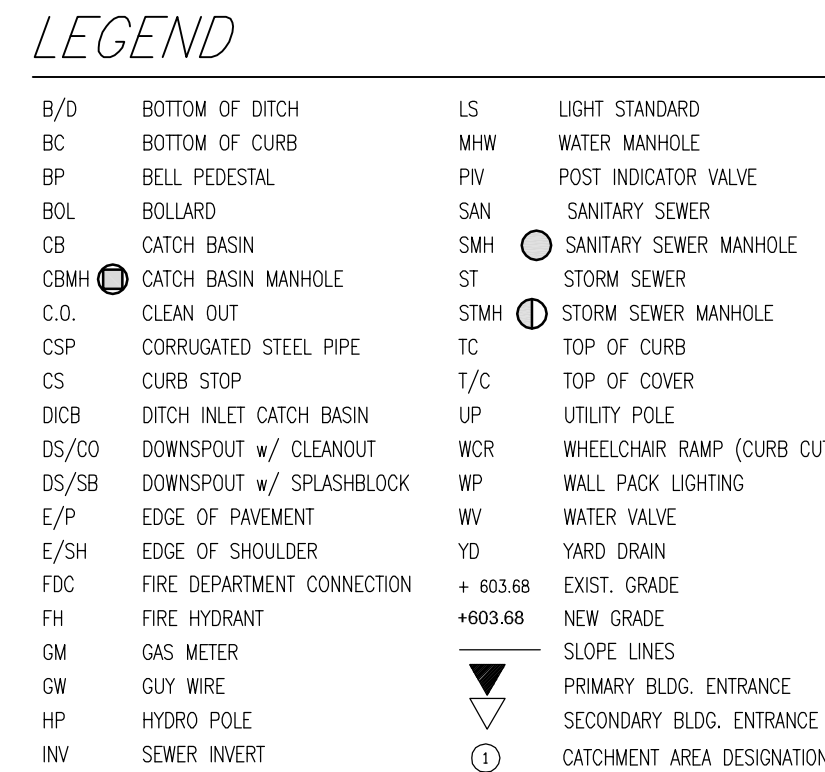 LEGEND
B/D BOTTOM OF DITCH
BC BOTTOM OF CURB
BP BELL PEDESTAL
BOL BOLLARD
CB CATCH BASIN
CBMH CATCH BASIN MANHOLE
C.O. CLEAN OUT
CSP CORRUGATED STEEL PIPE
CS CURB STOP
DICB DITCH INLET CATCH BASIN
DS/CO DOWNSPOUT w/ CLEANOUT
DS/SB DOWNSPOUT w/ SPLASHBLOCK
E/P EDGE OF PAVEMENT
E/SH EDGE OF SHOULDER
FDC FIRE DEPARTMENT CONNECTION
FH FIRE HYDRANT
GM GAS METER
GW GUY WIRE
HP HYDRO POLE
INV SEWER INVERT
LS LIGHT STANDARD
MHW WATER MANHOLE
PIV POST INDICATOR VALVE
SAN SANITARY SEWER
SMH SANITARY SEWER MANHOLE
ST STORM SEWER
STMH STORM SEWER MANHOLE
TC TOP OF CURB
T/C TOP OF COVER
UP UTILITY POLE
WCR WHEELCHAIR RAMP (CURB CUT
WP WALL PACK LIGHTING
WV WATER VALVE
YD YARD DRAIN
+ 603.68 EXIST. GRADE
+603.68 NEW GRADE
SLOPE LINES
PRIMARY BLDG. ENTRANCE
SECONDARY BLDG. ENTRANCE
1 CATCHMENT AREA DESIGNATION